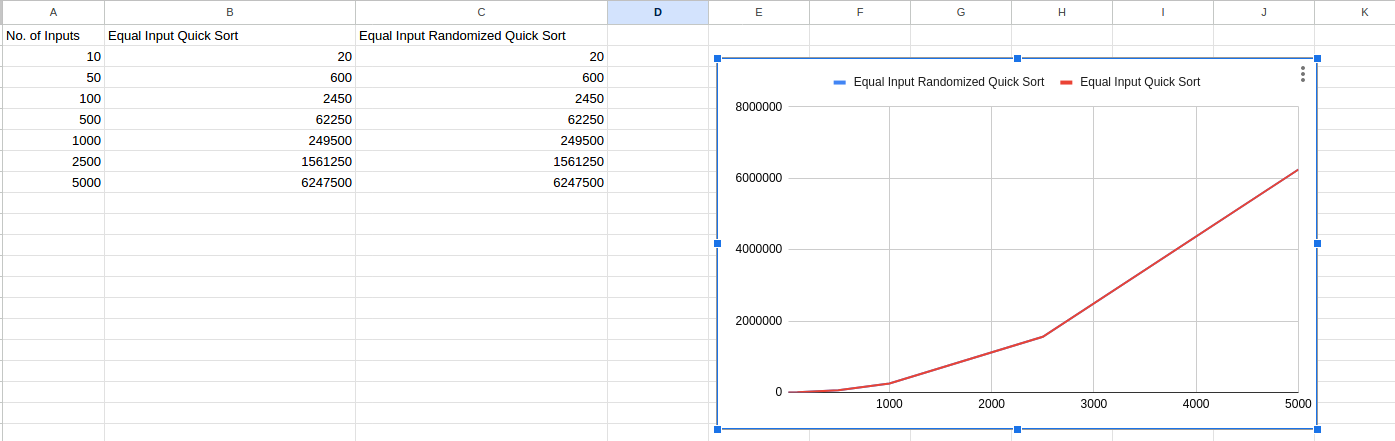 A B C D E F G H I J K
No. of Inputs Equal Input Quick Sort Equal Input Randomized Quick Sort
10 20 20
50 600 600
100 2450 2450
500 62250 62250
1000 249500 249500
2500 1561250 1561250
5000 6247500 6247500
Equal Input Randomized Quick Sort Equal Input Quick Sort
8000000
6000000
4000000
2000000
0
1000 2000 3000 4000 5000